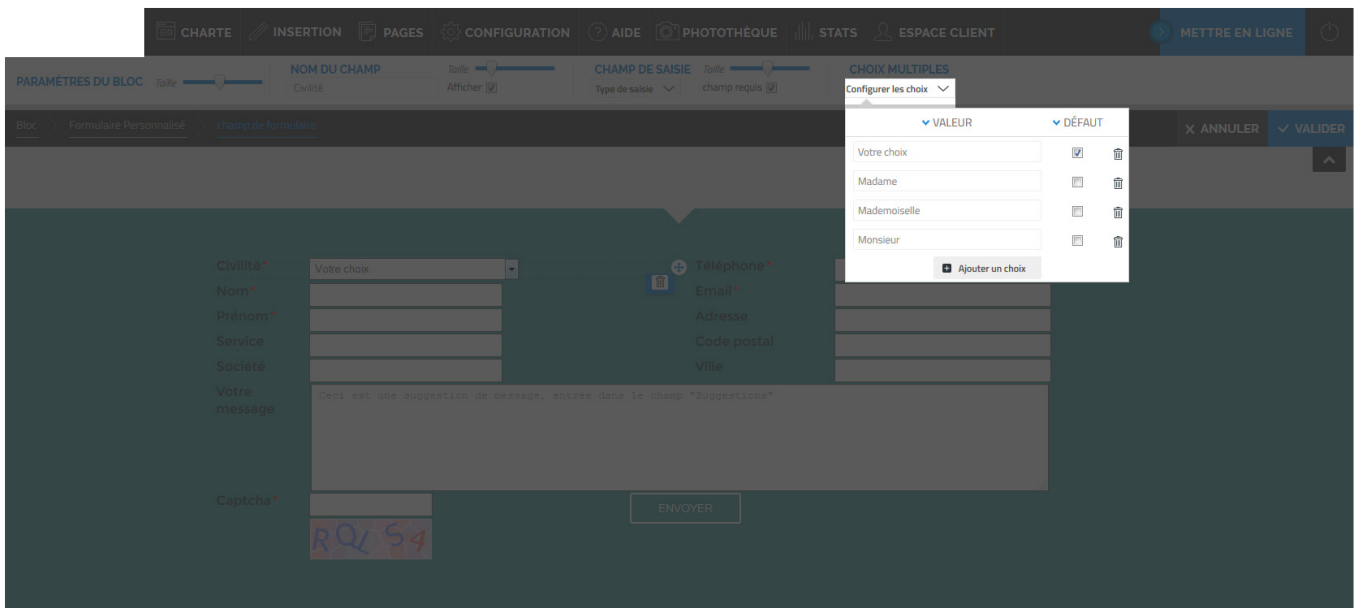 CHARTE INSERTION PAGES CONFIGURATION AIDE PHOTOTHÈQUE STATS ESPACE CLIENT METTRE EN LIGNE
PARAMÈTRES DU BLOC Taille
NOM DU CHAMP Taille
Civilité Afficher
CHAMP DE SAISIE Taille
Type de saisie champ requis
CHOIX MULTIPLES
Configurer les choix
Bloc Formulaire Personnalisé champ de formulaire
X ANNULER VALIDER
VALEUR DÉFAUT
Votre choix
Madame
Mademoiselle
Monsieur
Ajouter un choix
Civilité* Votre choix
Nom*
Prénom*
Service
Société
Téléphone*
Email*
Adresse
Code postal
Ville
Votre
message
Ceci est une suggestion de message, entrée dans le champ "Suggestions"
Captcha*
RQLS4
ENVOYER